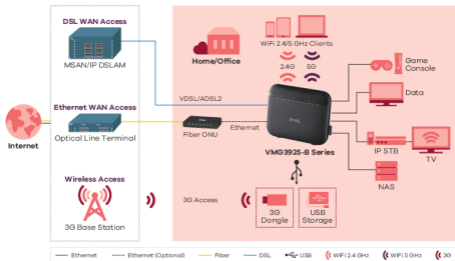 DSL WAN Access
MSAN/IP DSLAM
Ethernet WAN Access
Optical Line Terminal
Internet
Wireless Access
3G Base Station
Home/Office
WiFi 2.4/5 GHz Clients
2.4G
5G
VDSL/ADSL2
Fiber ONU
Ethernet
VMG3925-B Series
Game
Console
Data
IP STB
TV
NAS
3G Access
3G
Dongle
USB
Storage
Ethernet
Ethernet (Optional)
Fiber
DSL
USB
WiFi 2.4 GHz
WiFi 5 GHz
3G